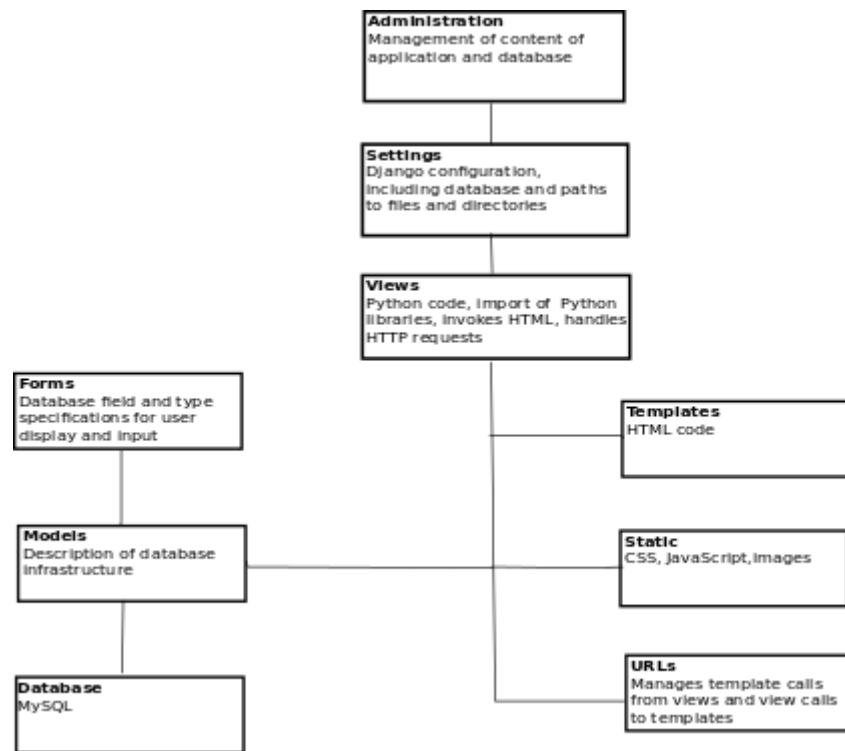 Administration
Management of content of
application and database
Settings
Django configuration,
including database and paths
to files and directories
Views
Python code, import of Python
libraries, invokes HTML, handles
HTTP requests
Forms
Database field and type
specifications for user
display and input
Templates
HTML code
Models
Description of database
infrastructure
Static
CSS, JavaScript,images
URLs
Manages template calls
from views and view calls
to templates
Database
MySQL